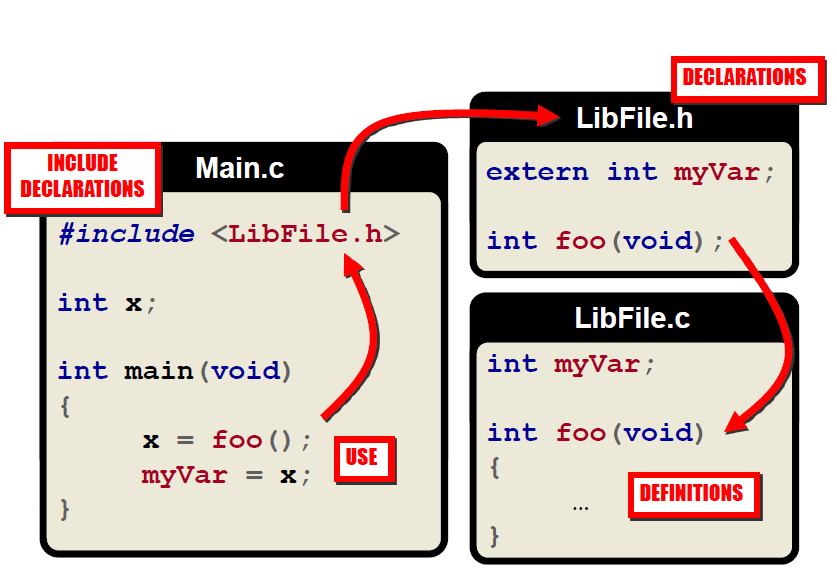 INCLUDE
DECLARATIONS
Main.c
#include <LibFile.h>
int x;
int main(void)
{
x = foo();
myVar = x;
}
USE
DECLARATIONS
LibFile.h
extern int myVar;
int foo(void);
LibFile.c
int myVar;
int foo(void)
{
…
}
DEFINITIONS